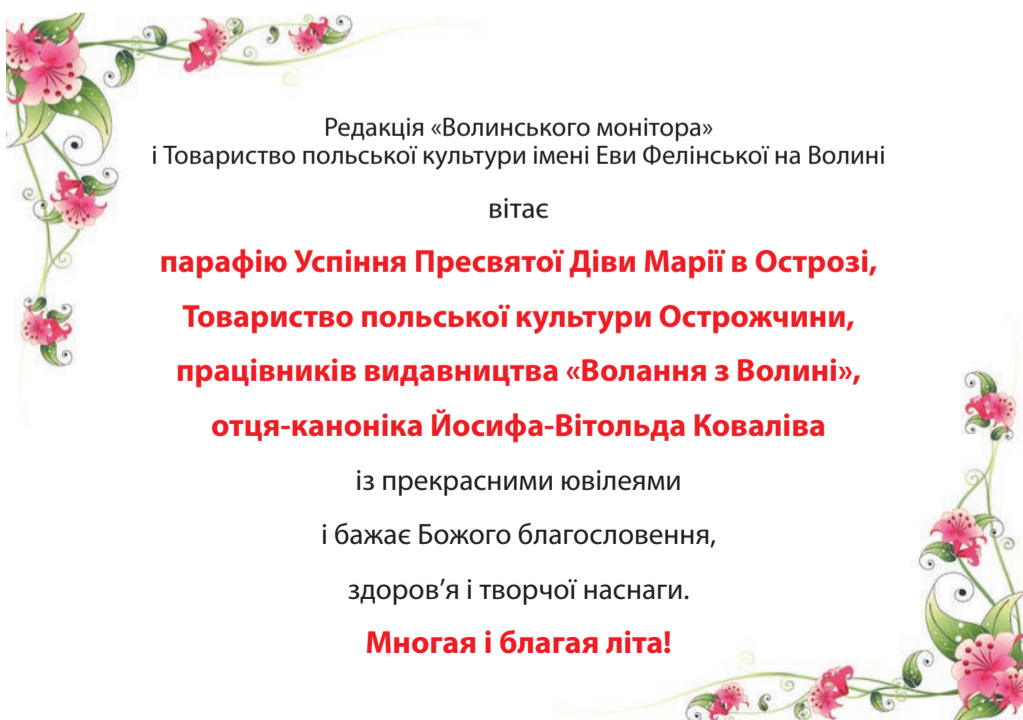 Редакція «Волинського монітора»
і Товариство польської культури імені Еви Фелінської на Волині
вітає
парафію Успіння Пресвятої Діви Марії в Острозі,
Товариство польської культури Острожчини,
працівників видавництва «Волання з Волині»,
отця-каноніка Йосифа-Вітольда Коваліва
із прекрасними ювілеями
і бажає Божого благословення,
здоров’я і творчої наснаги.
Многая і благая літа!